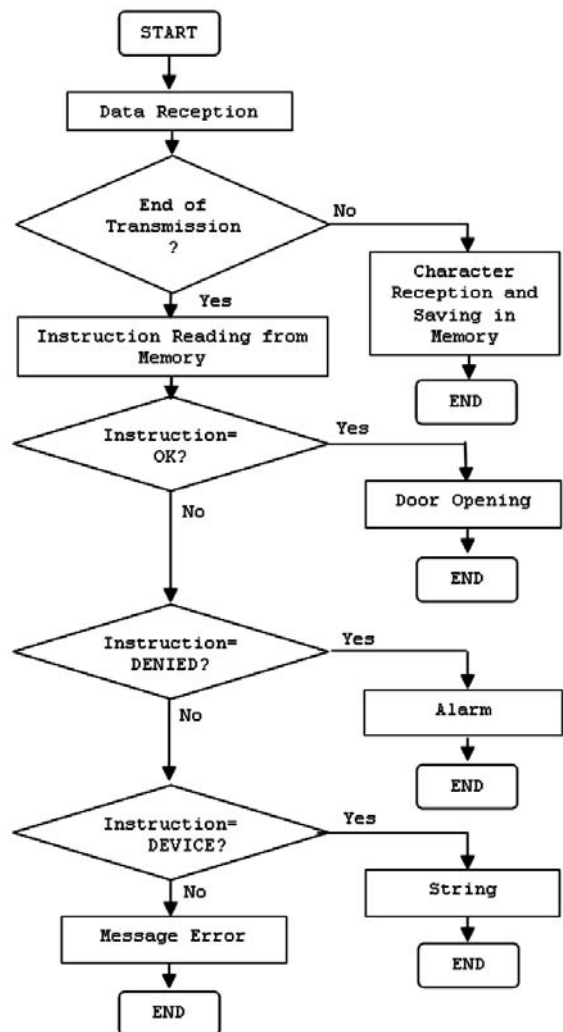 START
Data Reception
End of
Transmission
?
No
Character
Reception and
Saving in
Memory
END
Yes
Instruction Reading from
Memory
Instruction=
OK?
Yes
Door Opening
END
No
Instruction=
DENIED?
Yes
Alarm
END
No
Instruction=
DEVICE?
Yes
String
END
No
Message Error
END